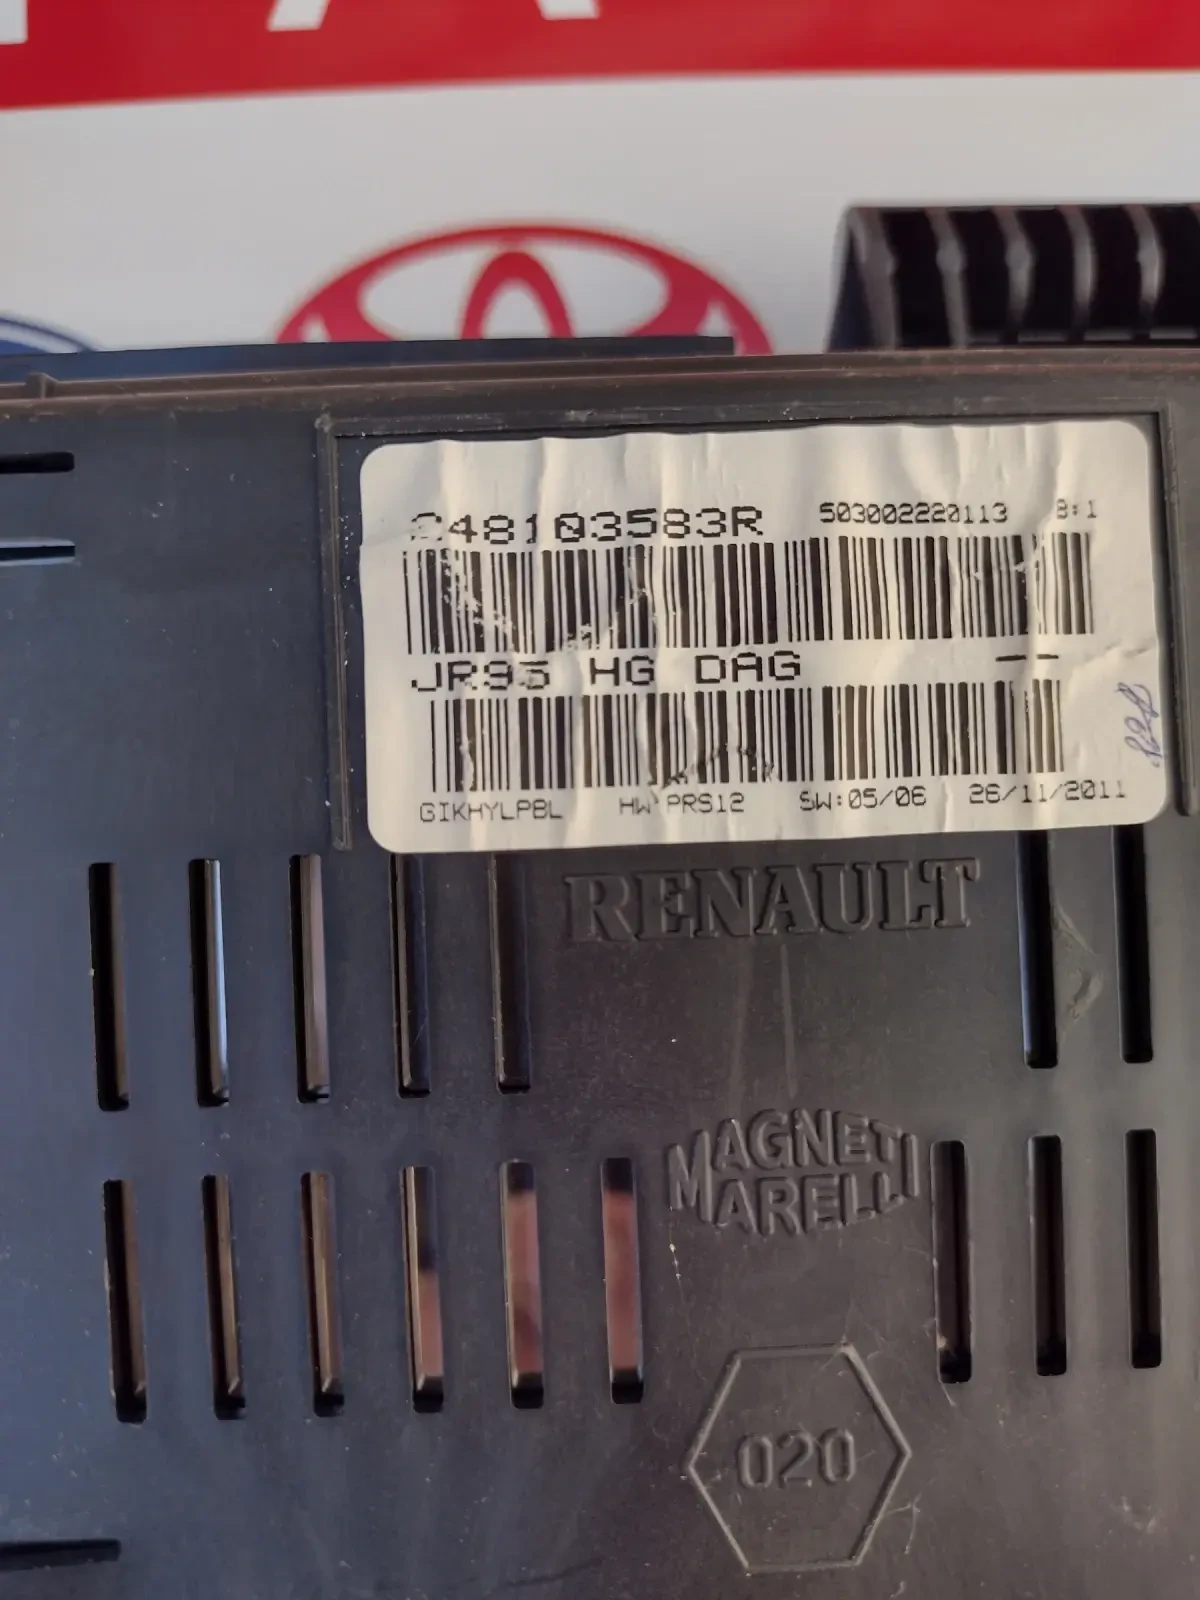 248103583R 503002220113 B:1
JR95 HG DAG --
GIKHYLPBL HW PRS12 SW:05/06 26/11/2011
RENAULT
MAGNETI
MARELLI
020